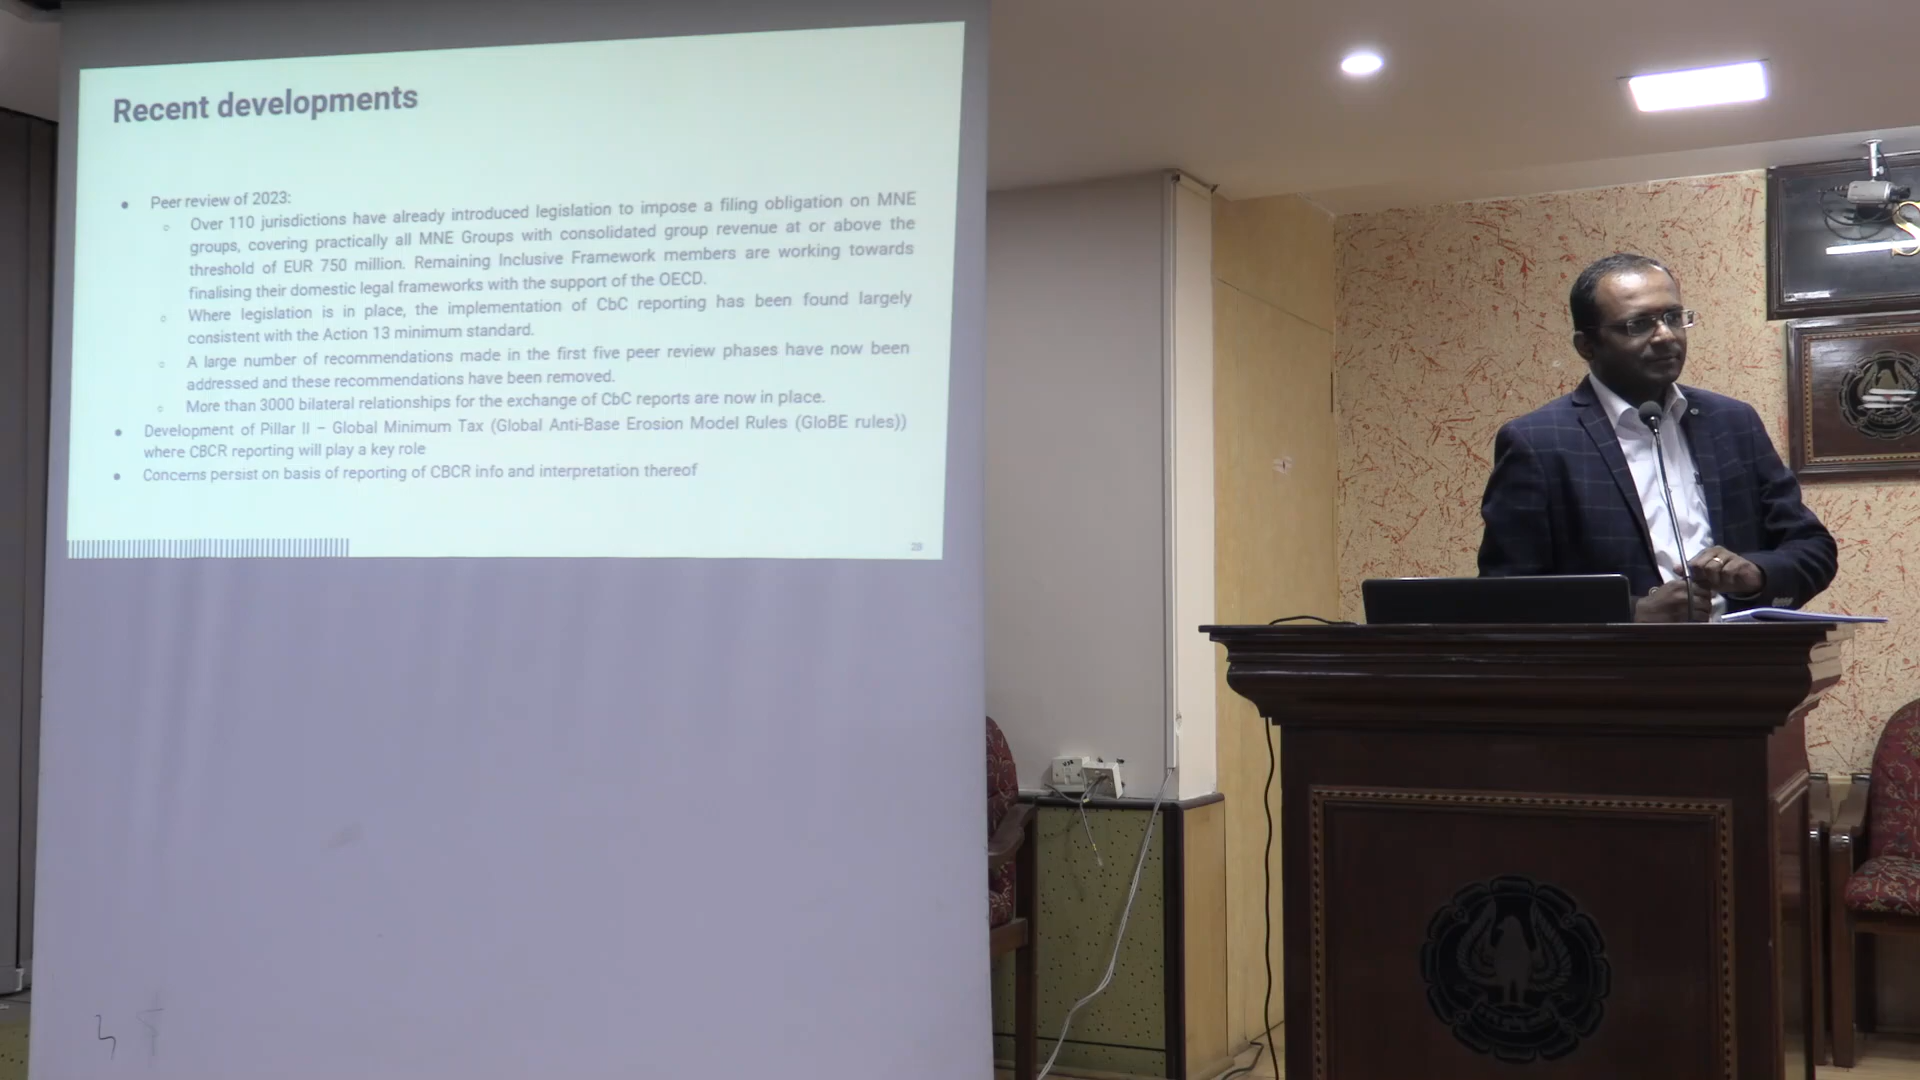 Recent developments
• Peer review of 2023:
○ Over 110 jurisdictions have already introduced legislation to impose a filing obligation on MNE
groups, covering practically all MNE Groups with consolidated group revenue at or above the
threshold of EUR 750 million. Remaining Inclusive Framework members are working towards
finalising their domestic legal frameworks with the support of the OECD.
○ Where legislation is in place, the implementation of CbC reporting has been found largely
consistent with the Action 13 minimum standard.
○ A large number of recommendations made in the first five peer review phases have now been
addressed and these recommendations have been removed.
○ More than 3000 bilateral relationships for the exchange of CbC reports are now in place.
• Development of Pillar II – Global Minimum Tax (Global Anti-Base Erosion Model Rules (GloBE rules))
where CBCR reporting will play a key role
• Concerns persist on basis of reporting of CBCR info and interpretation thereof